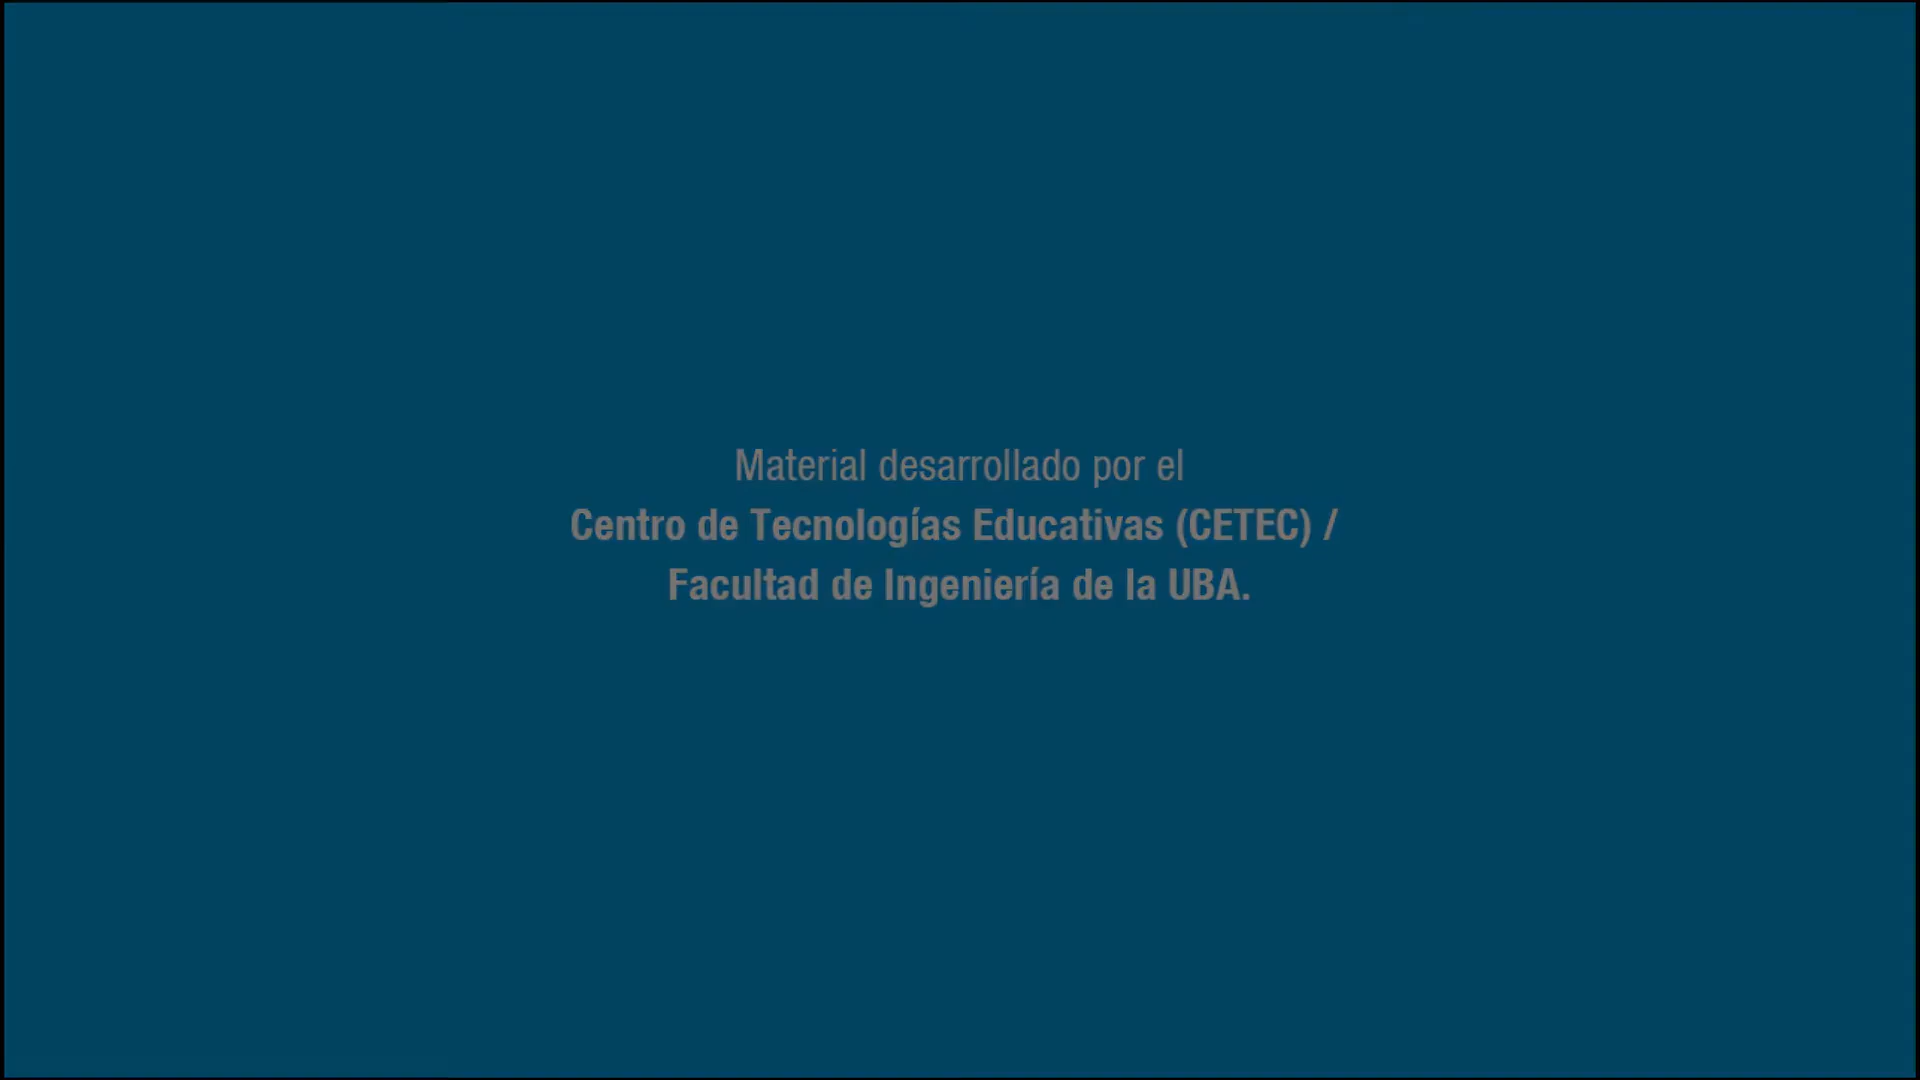 Material desarrollado por el
Centro de Tecnologías Educativas (CETEC) /
Facultad de Ingeniería de la UBA.